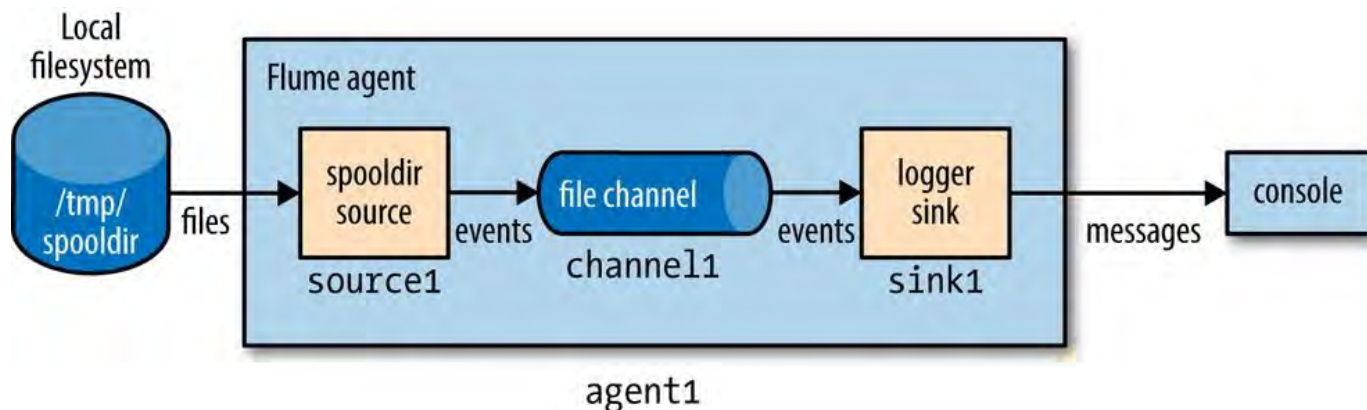 Local
filesystem
/tmp/
spooldir
files
Flume agent
spooldir
source
source1
events
file channel
channel1
events
logger
sink
sink1
messages
console
agent1